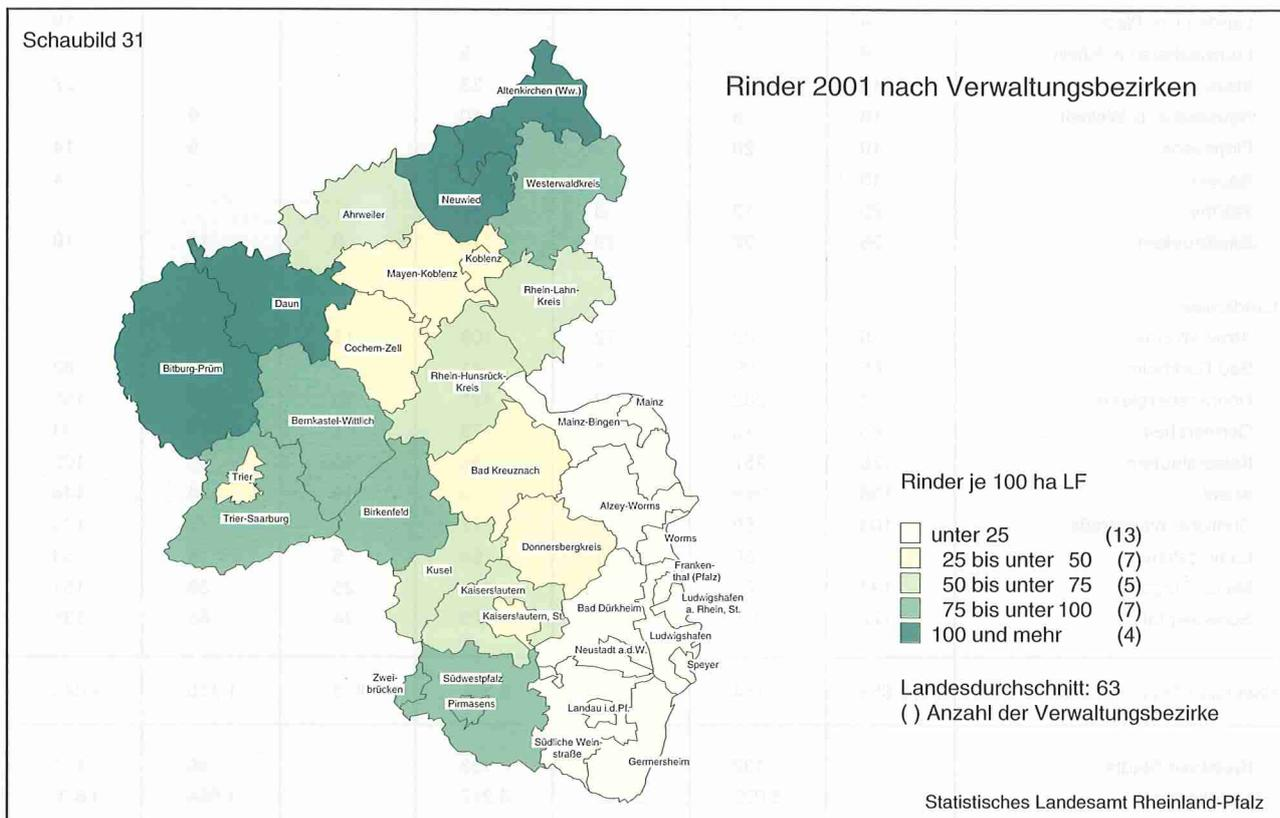 Schaubild 31
Rinder 2001 nach Verwaltungsbezirken
Altenkirchen (Ww.)
Westerwaldkreis
Neuwied
Ahrweiler
Koblenz
Mayen-Koblenz
Rhein-Lahn-
Kreis
Daun
Cochem-Zell
Bitburg-Prüm
Rhein-Hunsrück-
Kreis
Mainz
Mainz-Bingen
Bernkastel-Wittlich
Bad Kreuznach
Trier
Alzey-Worms
Trier-Saarburg
Birkenfeld
Worms
Donnersbergkreis
Franken-
thal (Pfalz)
Kusel
Kaiserslautern
Ludwigshafen
a. Rhein, St.
Bad Dürkheim
Kaiserslautern, St.
Ludwigshafen
Neustadt a.d.W.
Speyer
Zwei-
brücken
Südwestpfalz
Pirmasens
Landau i.d.Pf.
Südliche Wein-
straße
Germersheim
Rinder je 100 ha LF
unter 25 (13)
25 bis unter 50 (7)
50 bis unter 75 (5)
75 bis unter 100 (7)
100 und mehr (4)
Landesdurchschnitt: 63
( ) Anzahl der Verwaltungsbezirke
Statistisches Landesamt Rheinland-Pfalz